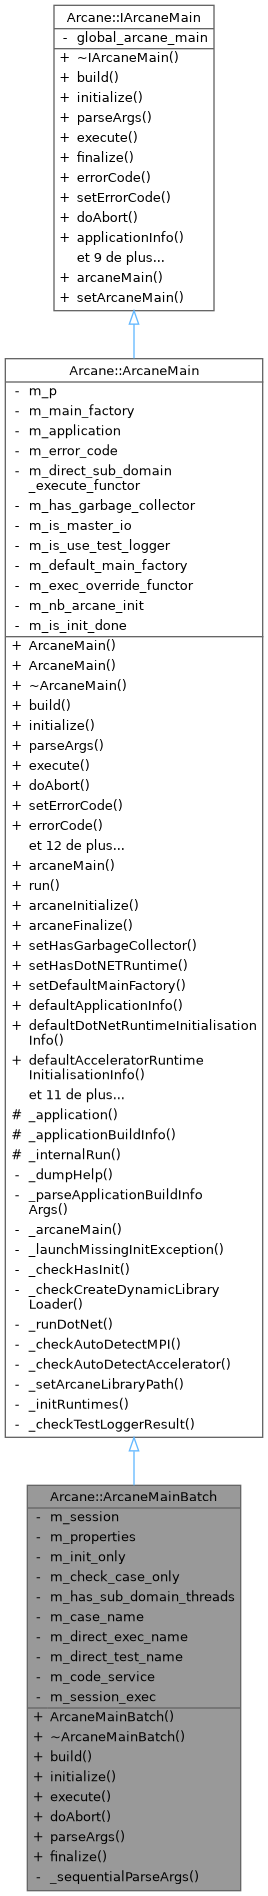 Arcane::IArcaneMain
- global_arcane_main
+ ~IArcaneMain()
+ build()
+ initialize()
+ parseArgs()
+ execute()
+ finalize()
+ errorCode()
+ setErrorCode()
+ doAbort()
+ applicationInfo()
et 9 de plus...
+ arcaneMain()
+ setArcaneMain()
Arcane::ArcaneMain
- m_p
- m_main_factory
- m_application
- m_error_code
- m_direct_sub_domain
_execute_functor
- m_has_garbage_collector
- m_is_master_io
- m_is_use_test_logger
- m_default_main_factory
- m_exec_override_functor
- m_nb_arcane_init
- m_is_init_done
+ ArcaneMain()
+ ArcaneMain()
+ ~ArcaneMain()
+ build()
+ initialize()
+ parseArgs()
+ execute()
+ doAbort()
+ setErrorCode()
+ errorCode()
et 12 de plus...
+ arcaneMain()
+ run()
+ arcaneInitialize()
+ arcaneFinalize()
+ setHasGarbageCollector()
+ setHasDotNETRuntime()
+ setDefaultMainFactory()
+ defaultApplicationInfo()
+ defaultDotNetRuntimeInitialisation
Info()
+ defaultAcceleratorRuntime
InitialisationInfo()
et 11 de plus...
# _application()
# _applicationBuildInfo()
# _internalRun()
- _dumpHelp()
- _parseApplicationBuildInfo
Args()
- _arcaneMain()
- _launchMissingInitException()
- _checkHasInit()
- _checkCreateDynamicLibrary
Loader()
- _runDotNet()
- _checkAutoDetectMPI()
- _checkAutoDetectAccelerator()
- _setArcaneLibraryPath()
- _initRuntimes()
- _checkTestLoggerResult()
Arcane::ArcaneMainBatch
- m_session
- m_properties
- m_init_only
- m_check_case_only
- m_has_sub_domain_threads
- m_case_name
- m_direct_exec_name
- m_direct_test_name
- m_code_service
- m_session_exec
+ ArcaneMainBatch()
+ ~ArcaneMainBatch()
+ build()
+ initialize()
+ execute()
+ doAbort()
+ parseArgs()
+ finalize()
- _sequentialParseArgs()